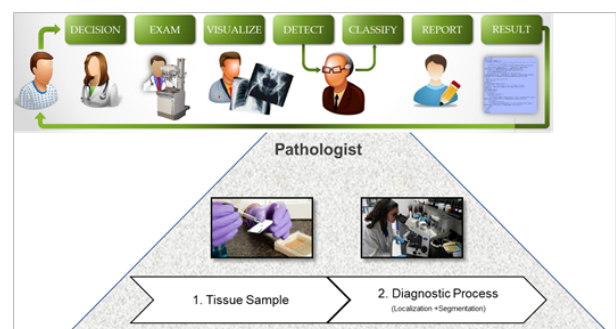 DECISION EXAM VISUALIZE DETECT CLASSIFY REPORT RESULT
Pathologist
1. Tissue Sample
2. Diagnostic Process
(Localization +Segmentation)